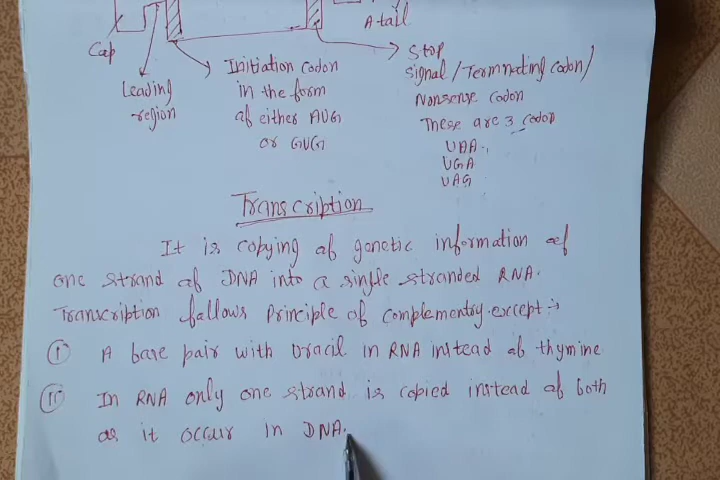 A tail
Cap
Leading
region
Initiation codon
in the form
of either AUG
or GUG
Stop
signal/Termnating codon/
Nonsense codon
These are 3 codon
UAA
UGA
UAG
Transcription
It is copying of genetic information of
one strand of DNA into a single stranded RNA.
Transcription fallows Principle of complementry except :-
(I) A base pair with Uracil in RNA instead of thymine
(II) In RNA only one strand is copied instead of both
as it occur in DNA.